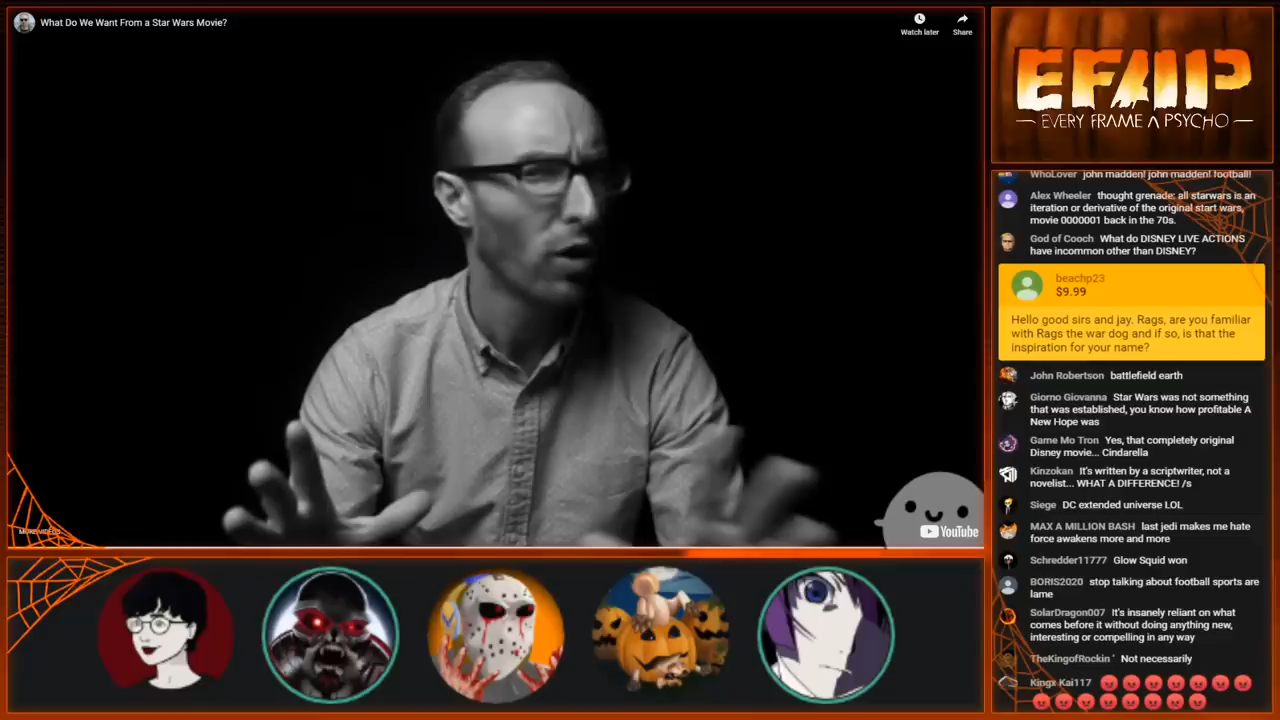 What Do We Want From a Star Wars Movie?
Watch later
Share
MORE VIDEOS
YouTube
EFAP
EVERY FRAME A PSYCHO
WhoLover john madden! john madden! football!
Alex Wheeler thought grenade: all starwars is an
iteration or derivative of the original start wars,
movie 0000001 back in the 70s.
God of Cooch What do DISNEY LIVE ACTIONS
have incommon other than DISNEY?
beachp23
$9.99
Hello good sirs and jay. Rags, are you familiar
with Rags the war dog and if so, is that the
inspiration for your name?
John Robertson battlefield earth
Giorno Giovanna Star Wars was not something
that was established, you know how profitable A
New Hope was
Game Mo Tron Yes, that completely original
Disney movie... Cindarella
Kinzokan It's written by a scriptwriter, not a
novelist... WHAT A DIFFERENCE! /s
Siege DC extended universe LOL
MAX A MILLION BASH last jedi makes me hate
force awakens more and more
Schredder11777 Glow Squid won
BORIS2020 stop talking about football sports are
lame
SolarDragon007 It's insanely reliant on what
comes before it without doing anything new,
interesting or compelling in any way
TheKingofRockin ' Not necessarily
Kingx Kai117